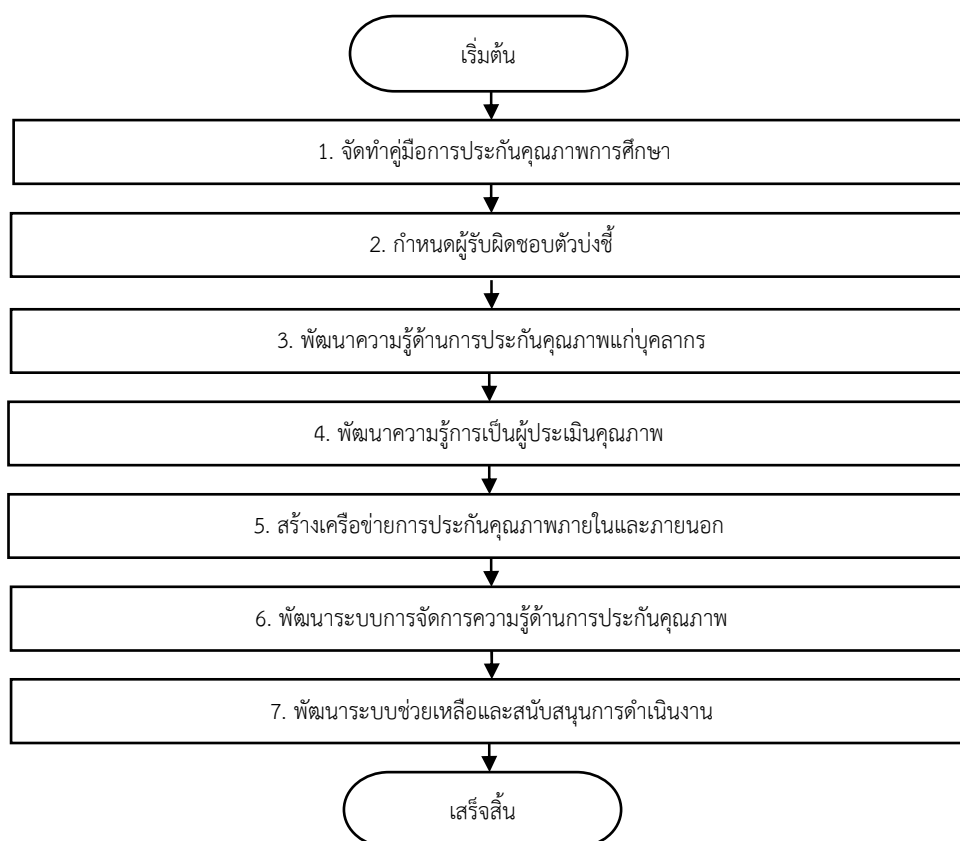 เริ่มต้น
1. จัดทำคู่มือการประกันคุณภาพการศึกษา
2. กำหนดผู้รับผิดชอบตัวบ่งชี้
3. พัฒนาความรู้ด้านการประกันคุณภาพแก่บุคลากร
4. พัฒนาความรู้การเป็นผู้ประเมินคุณภาพ
5. สร้างเครือข่ายการประกันคุณภาพภายในและภายนอก
6. พัฒนาระบบการจัดการความรู้ด้านการประกันคุณภาพ
7. พัฒนาระบบช่วยเหลือและสนับสนุนการดำเนินงาน
เสร็จสิ้น